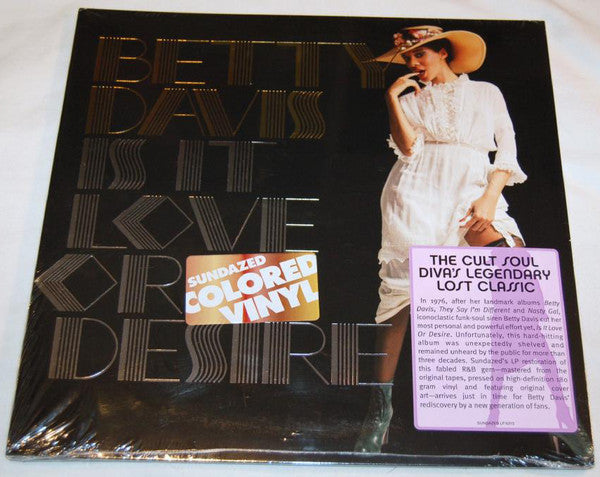 BETTY
DAVIS
IS IT
LOVE
OR
DESIRE
SUNDAZED
COLORED
VINYL
THE CULT SOUL
DIVA'S LEGENDARY
LOST CLASSIC
In 1976, after her landmark albums Betty
Davis, They Say I'm Different and Nasty Gal,
iconoclastic funk-soul siren Betty Davis cut her
most personal and powerful effort yet, Is It Love
Or Desire. Unfortunately, this hard-hitting
album was unexpectedly shelved and
remained unheard by the public for more than
three decades. Sundazed's LP restoration of
this fabled R&B gem—mastered from the
original tapes, pressed on high-definition 180
gram vinyl and featuring original cover
art—arrives just in time for Betty Davis'
rediscovery by a new generation of fans.